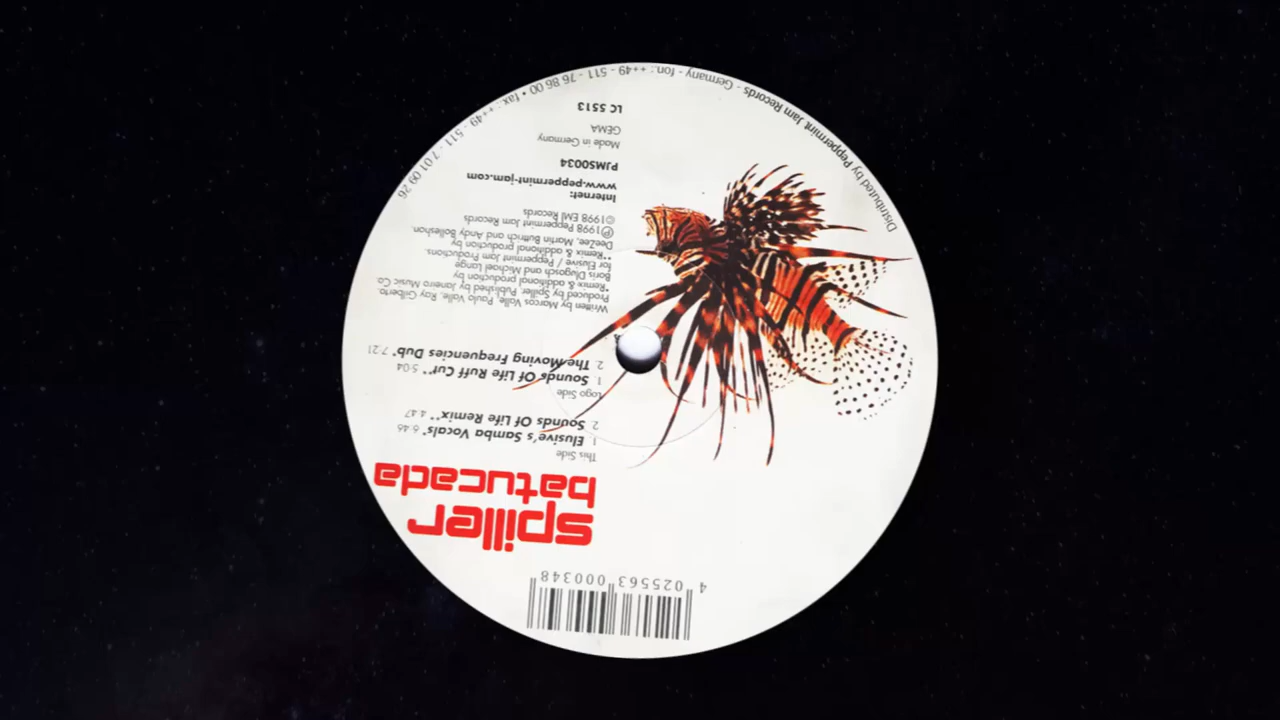 4 025563 000348
spiller
batucada
This Side
1. Elusive's Samba Vocals* 6:46
2. Sounds Of Life Remix** 4:47
Logo Side
1. Sounds Of Life Ruff Cut** 5:04
2. The Moving Frequencies Dub* 7:21
Written by Marcos Valle, Paulo Valle, Ray Gilberto.
Produced by Spiller. Published by Janeiro Music Co.
*Remix & additional production by
Boris Dlugosch and Michael Lange
for Elusive / Peppermint Jam Productions
**Remix & additional production by
DeeZee, Martin Buttrich and Andy Bolleshon.
℗1998 Peppermint Jam Records
©1998 EMI Records
Internet:
www.peppermint-jam.com
PJMS0034
Made in Germany
GEMA
LC 5513
Distributed by Peppermint Jam Records - Germany - fon.: ++49 - 511 - 76 86 00 • fax.: ++49 - 511 - 7 01 09 26